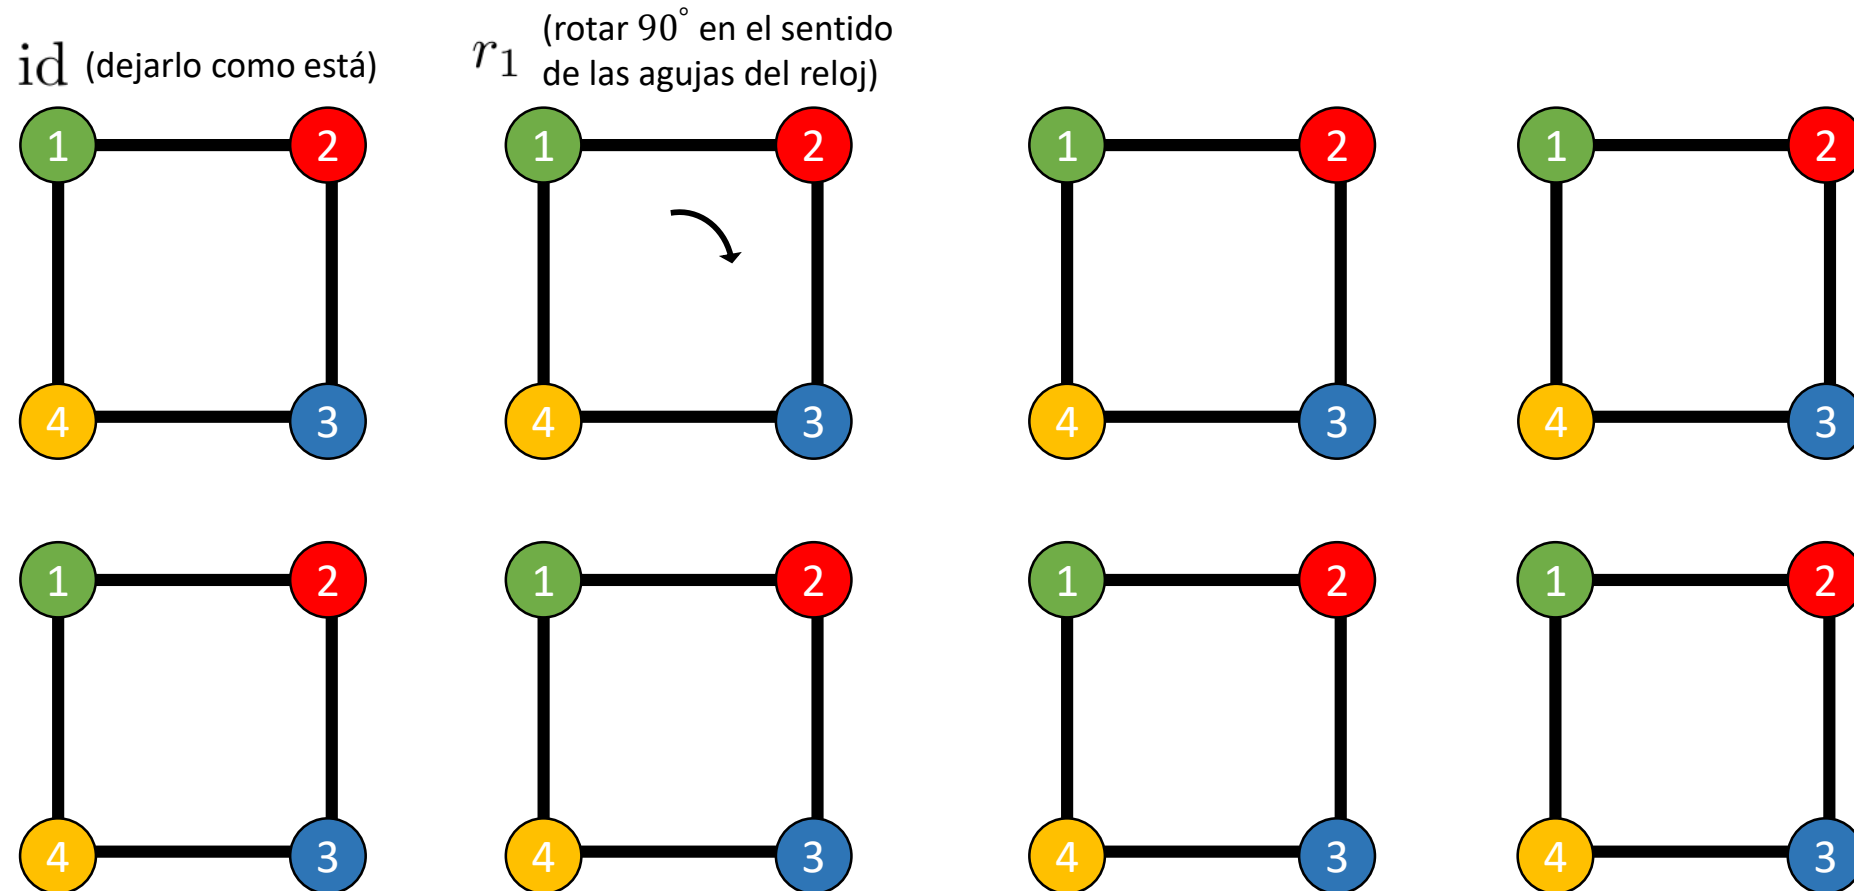 id (dejarlo como está)
r₁ (rotar 90° en el sentido
de las agujas del reloj)
1 2 1 2 1 2 1 2
4 3 4 3 4 3 4 3
1 2 1 2 1 2 1 2
4 3 4 3 4 3 4 3